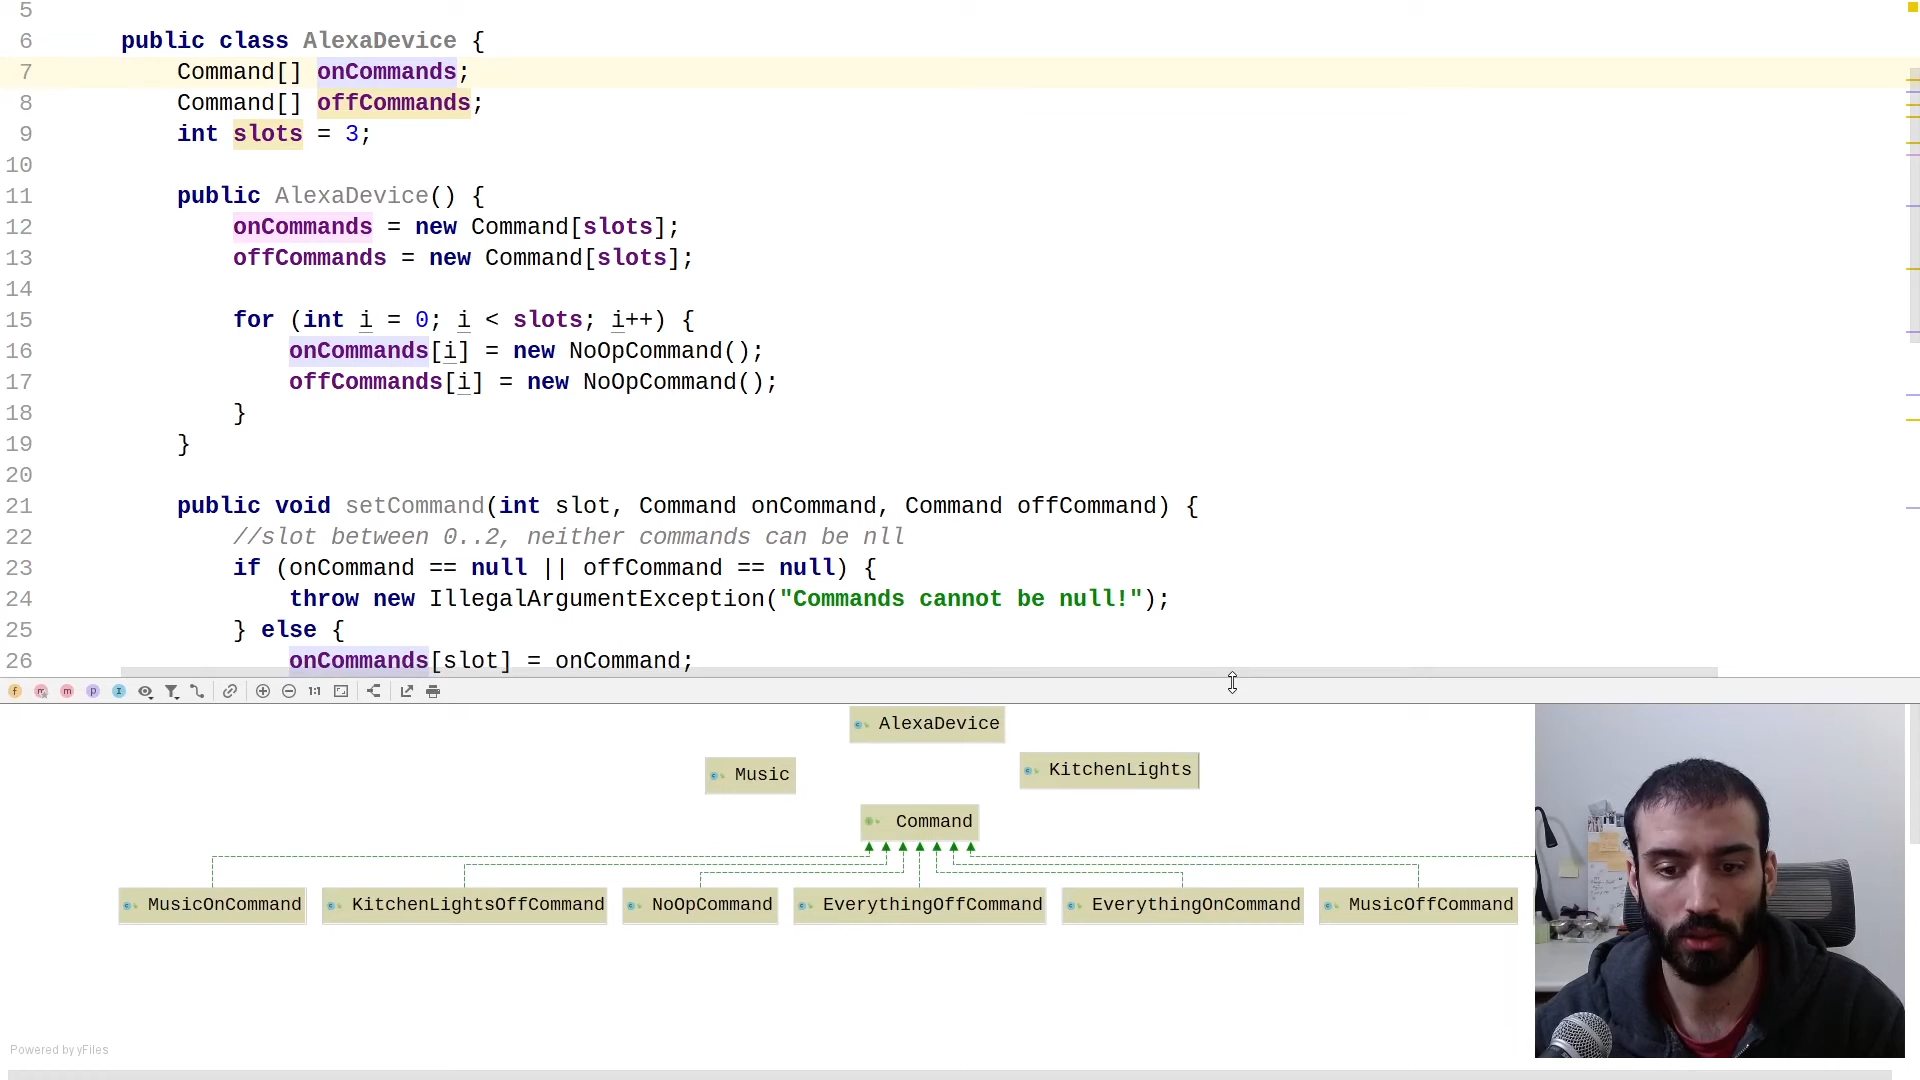 5
6 public class AlexaDevice {
7 Command[] onCommands;
8 Command[] offCommands;
9 int slots = 3;
10
11 public AlexaDevice() {
12 onCommands = new Command[slots];
13 offCommands = new Command[slots];
14
15 for (int i = 0; i < slots; i++) {
16 onCommands[i] = new NoOpCommand();
17 offCommands[i] = new NoOpCommand();
18 }
19 }
20
21 public void setCommand(int slot, Command onCommand, Command offCommand) {
22 //slot between 0..2, neither commands can be nll
23 if (onCommand == null || offCommand == null) {
24 throw new IllegalArgumentException("Commands cannot be null!");
25 } else {
26 onCommands[slot] = onCommand;
f m m p I 1:1
AlexaDevice
Music
KitchenLights
Command
MusicOnCommand KitchenLightsOffCommand NoOpCommand EverythingOffCommand EverythingOnCommand MusicOffCommand
Powered by yFiles